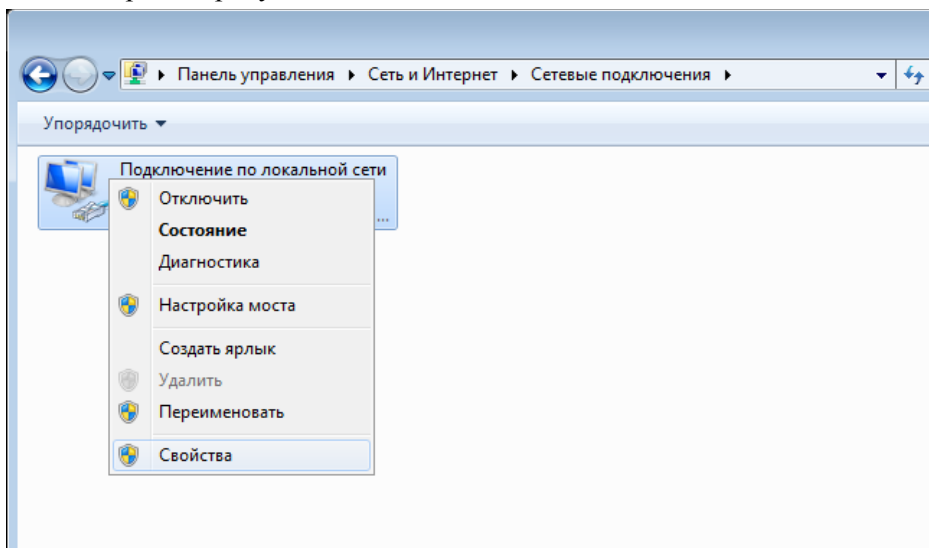 Панель управления ▸ Сеть и Интернет ▸ Сетевые подключения ▸
Упорядочить
Подключение по локальной сети
Отключить
...
Состояние
Диагностика
Настройка моста
Создать ярлык
Удалить
Переименовать
Свойства